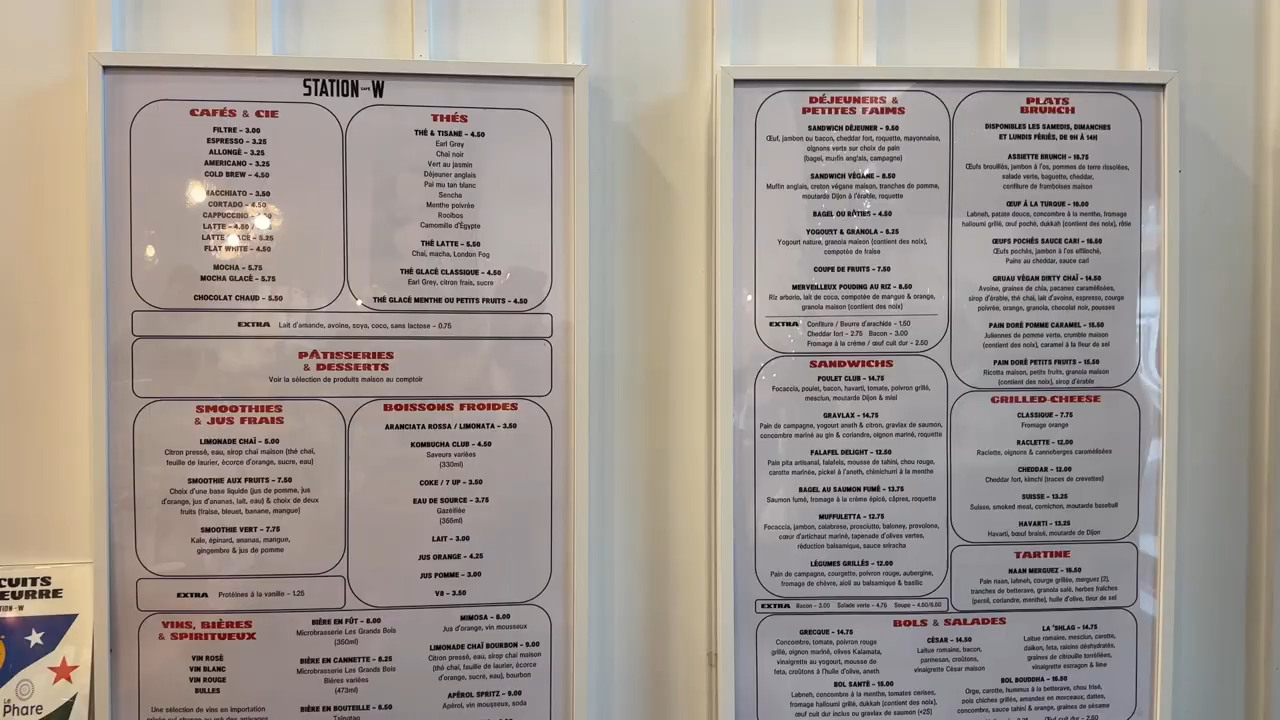 STATION CAFÉ W
CAFÉS & CIE
FILTRE - 3.00
ESPRESSO - 3.25
ALLONGÉ - 3.25
AMERICANO - 3.25
COLD BREW - 4.50
MACCHIATO - 3.50
CORTADO - 4.50
CAPPUCCINO -
LATTE - 4.50 /
LATTE - 5.25
FLAT WHITE - 4.50
MOCHA - 5.75
MOCHA GLACÉ - 5.75
CHOCOLAT CHAUD - 5.50
THÉS
THÉ & TISANE - 4.50
Earl Grey
Chaï noir
Vert au jasmin
Déjeuner anglais
Pai mu tan blanc
Sencha
Menthe poivrée
Rooibos
Camomille d'Égypte
THÉ LATTE - 5.50
Chaï, macha, London Fog
THÉ GLACÉ CLASSIQUE - 4.50
Earl Grey, citron frais, sucre
THÉ GLACÉ MENTHE OU PETITS FRUITS - 4.50
EXTRA Lait d'amande, avoine, soya, coco, sans lactose - 0.75
PÂTISSERIES
& DESSERTS
Voir la sélection de produits maison au comptoir
SMOOTHIES
& JUS FRAIS
LIMONADE CHAÏ - 5.00
Citron pressé, eau, sirop chaï maison (thé chaï,
feuille de laurier, écorce d'orange, sucre, eau)
SMOOTHIE AUX FRUITS - 7.50
Choix d'une base liquide (jus de pomme, jus
d'orange, jus d'ananas, lait, eau) & choix de deux
fruits (fraise, bleuet, banane, mangue)
SMOOTHIE VERT - 7.75
Kale, épinard, ananas, mangue,
gingembre & jus de pomme
EXTRA Protéines à la vanille - 1.25
BOISSONS FROIDES
ARANCIATA ROSSA / LIMONATA - 3.50
KOMBUCHA CLUB - 4.50
Saveurs variées
(330ml)
COKE / 7 UP - 3.50
EAU DE SOURCE - 3.75
Gazéifiée
(355ml)
LAIT - 3.00
JUS ORANGE - 4.25
JUS POMME - 3.00
V8 - 3.50
VINS, BIÈRES
& SPIRITUEUX
VIN ROSÉ
VIN BLANC
VIN ROUGE
BULLES
Une sélection de vins en importation
BIÈRE EN FÛT - 8.00
Microbrasserie Les Grands Bois
(350ml)
BIÈRE EN CANNETTE - 8.25
Microbrasserie Les Grands Bois
Bières variées
(473ml)
BIÈRE EN BOUTEILLE - 6.50
MIMOSA - 8.00
Jus d'orange, vin mousseux
LIMONADE CHAÏ BOURBON - 9.00
Citron pressé, eau, sirop chaï maison
(thé chaï, feuille de laurier, écorce
d'orange, sucre, eau), bourbon
APÉROL SPRITZ - 9.00
Apérol, vin mousseux, soda
DÉJEUNERS &
PETITES FAIMS
SANDWICH DÉJEUNER - 9.50
Œuf, jambon ou bacon, cheddar fort, roquette, mayonnaise,
oignons verts sur choix de pain
(bagel, muffin anglais, campagne)
SANDWICH VÉGANE - 8.50
Muffin anglais, creton végane maison, tranches de pomme,
moutarde Dijon à l'érable, roquette
BAGEL OU RÔTIES - 4.50
YOGOURT & GRANOLA - 6.25
Yogourt nature, granola maison (contient des noix),
compotée de fraise
COUPE DE FRUITS - 7.50
MERVEILLEUX POUDING AU RIZ - 8.50
Riz arborio, lait de coco, compotée de mangue & orange,
granola maison (contient des noix)
EXTRA Confiture / Beurre d'arachide - 1.50
Cheddar fort - 2.75 Bacon - 3.00
Fromage à la crème / œuf cuit dur - 2.50
PLATS
BRUNCH
DISPONIBLES LES SAMEDIS, DIMANCHES
ET LUNDIS FÉRIÉS, DE 9H À 14H
ASSIETTE BRUNCH - 16.75
Œufs brouillés, jambon à l'os, pommes de terre rissolées,
salade verte, baguette, cheddar,
confiture de framboises maison
ŒUF À LA TURQUE - 16.00
Labneh, patate douce, concombre à la menthe, fromage
halloumi grillé, œuf poché, dukkah (contient des noix), rôtie
ŒUFS POCHÉS SAUCE CARI - 16.50
Œufs pochés, jambon à l'os effiloché,
Pains au cheddar, sauce cari
GRUAU VÉGAN DIRTY CHAÏ - 14.50
Avoine, graines de chia, pacanes caramélisées,
sirop d'érable, thé chaï, lait d'avoine, espresso, courge
poivrée, orange, granola, chocolat noir, pousses
PAIN DORÉ POMME CARAMEL - 15.50
Juliennes de pomme verte, crumble maison
(contient des noix), caramel à la fleur de sel
PAIN DORÉ PETITS FRUITS - 15.50
Ricotta maison, petits fruits, granola maison
(contient des noix), sirop d'érable
SANDWICHS
POULET CLUB - 14.75
Focaccia, poulet, bacon, havarti, tomate, poivron grillé,
mesclun, moutarde Dijon & miel
GRAVLAX - 14.75
Pain de campagne, yogourt aneth & citron, gravlax de saumon,
concombre mariné au gin & coriandre, oignon mariné, roquette
FALAFEL DELIGHT - 12.50
Pain pita artisanal, falafels, mousse de tahini, chou rouge,
carotte marinée, pickel à l'aneth, chimichurri à la menthe
BAGEL AU SAUMON FUMÉ - 13.75
Saumon fumé, fromage à la crème épicé, câpres, roquette
MUFFULETTA - 12.75
Focaccia, jambon, calabrese, prosciutto, baloney, provolone,
cœur d'artichaut mariné, tapenade d'olives vertes,
réduction balsamique, sauce sriracha
LÉGUMES GRILLÉS - 12.00
Pain de campagne, courgette, poivron rouge, aubergine,
fromage de chèvre, aïoli au balsamique & basilic
EXTRA Bacon - 3.00 Salade verte - 4.75 Soupe - 4.50/6.50
GRILLED-CHEESE
CLASSIQUE - 7.75
Fromage orange
RACLETTE - 12.00
Raclette, oignons & canneberges caramélisées
CHEDDAR - 12.00
Cheddar fort, kimchi (traces de crevettes)
SUISSE - 13.25
Suisse, smoked meat, cornichon, moutarde baseball
HAVARTI - 13.25
Havarti, bœuf braisé, moutarde de Dijon
TARTINE
NAAN MERGUEZ - 16.50
Pain naan, labneh, courge grillée, merguez (2),
tranches de betterave, granola salé, herbes fraîches
(persil, coriandre, menthe), huile d'olive, fleur de sel
BOLS & SALADES
GRECQUE - 14.75
Concombre, tomate, poivron rouge
grillé, oignon mariné, olives Kalamata,
vinaigrette au yogourt, mousse de
feta, croûtons à l'huile d'olive, aneth
CÉSAR - 14.50
Laitue romaine, bacon,
parmesan, croûtons,
vinaigrette César maison
LA 'SHLAG - 14.75
Laitue romaine, mesclun, carotte,
daikon, feta, raisins déshydratés,
graines de citrouille torréfiées,
vinaigrette estragon & lime
BOL SANTÉ - 15.00
Labneh, concombre à la menthe, tomates cerises,
fromage halloumi grillé, dukkah (contient des noix),
œuf cuit dur inclus ou gravlax de saumon (+2$)
BOL BOUDDHA - 16.50
Orge, carotte, hummus à la betterave, chou frisé,
pois chiches grillés, amandes en morceaux, dattes,
concombre, sauce tahini & orange, graines de sésame
CUITS
EURRE
TION-W
Le
Phare